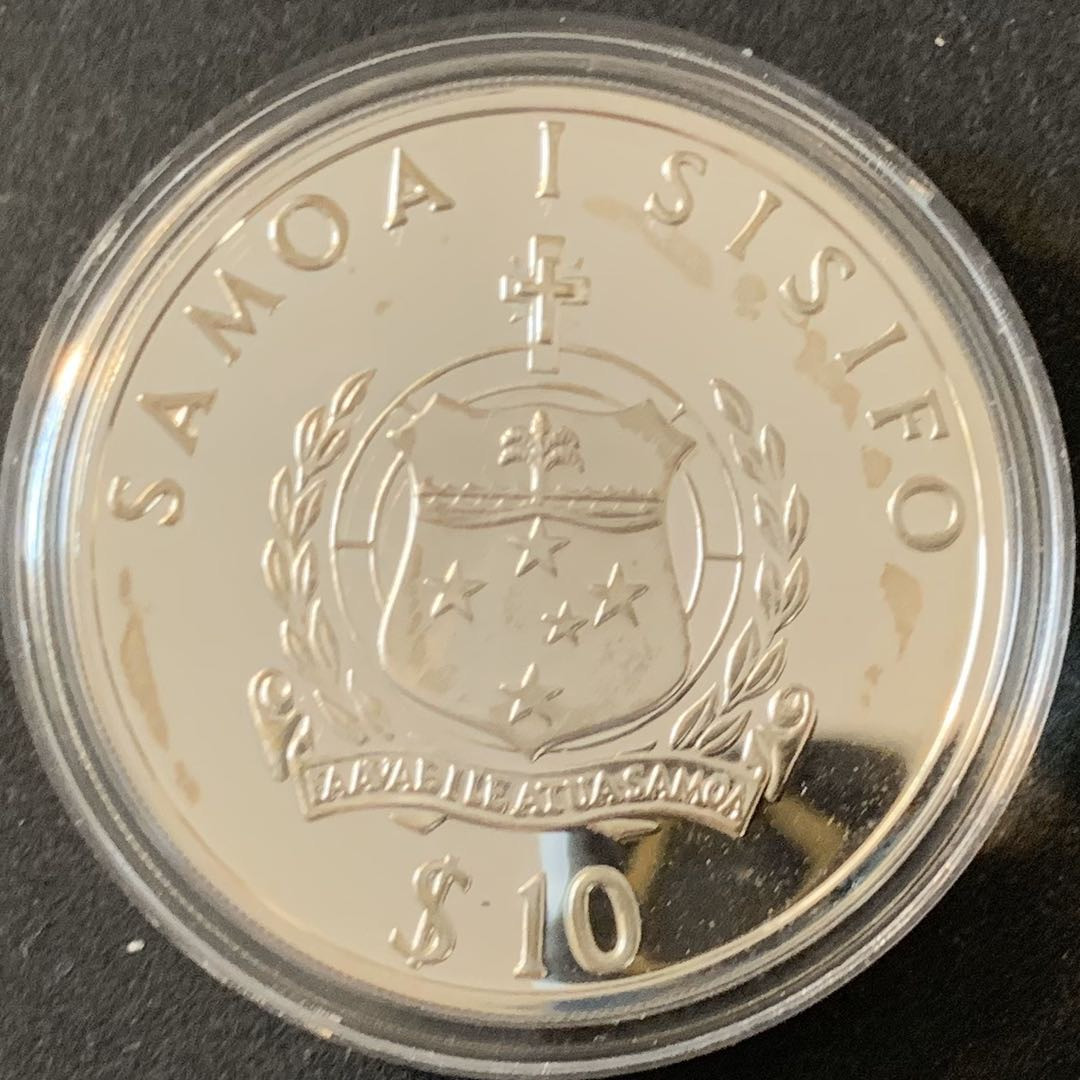 SAMOA I SISIFO
FAAVAE I LE ATUA SAMOA
$10